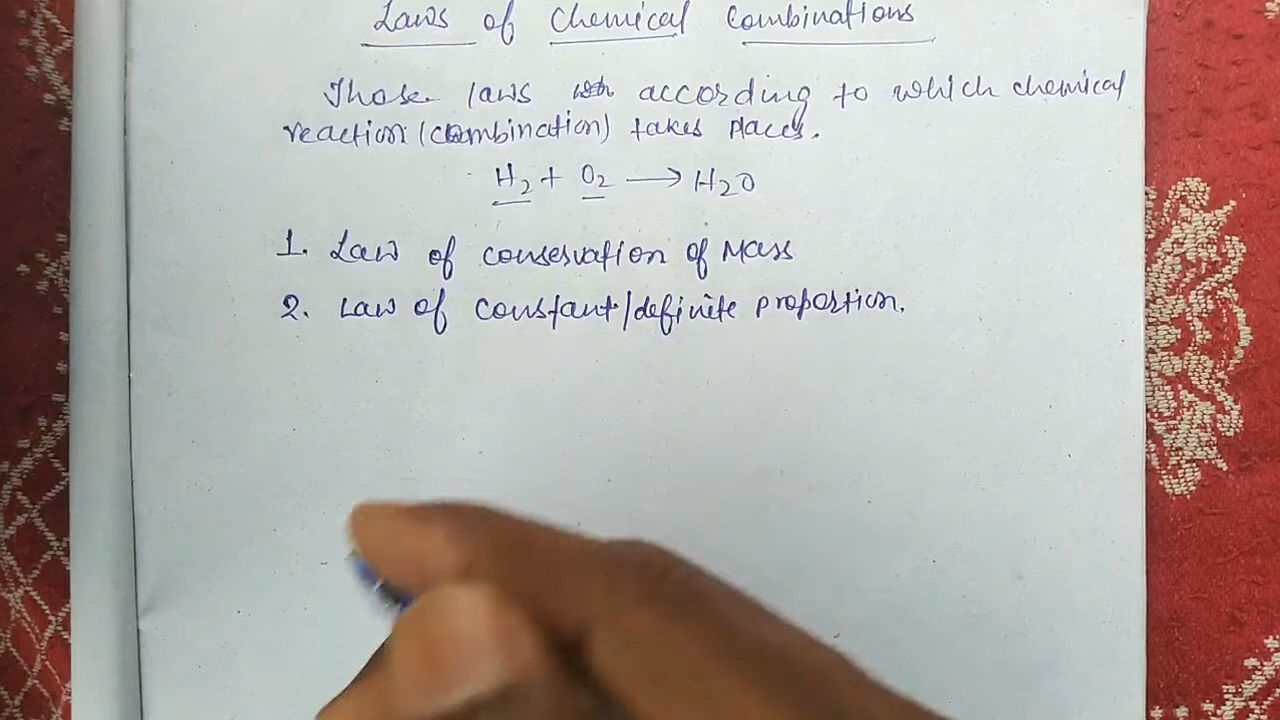 Laws of Chemical Combinations
Those laws according to which chemical
reaction (combination) takes places.
H2 + O2 → H2O
1. Law of conservation of Mass
2. Law of constant/definite proportion.